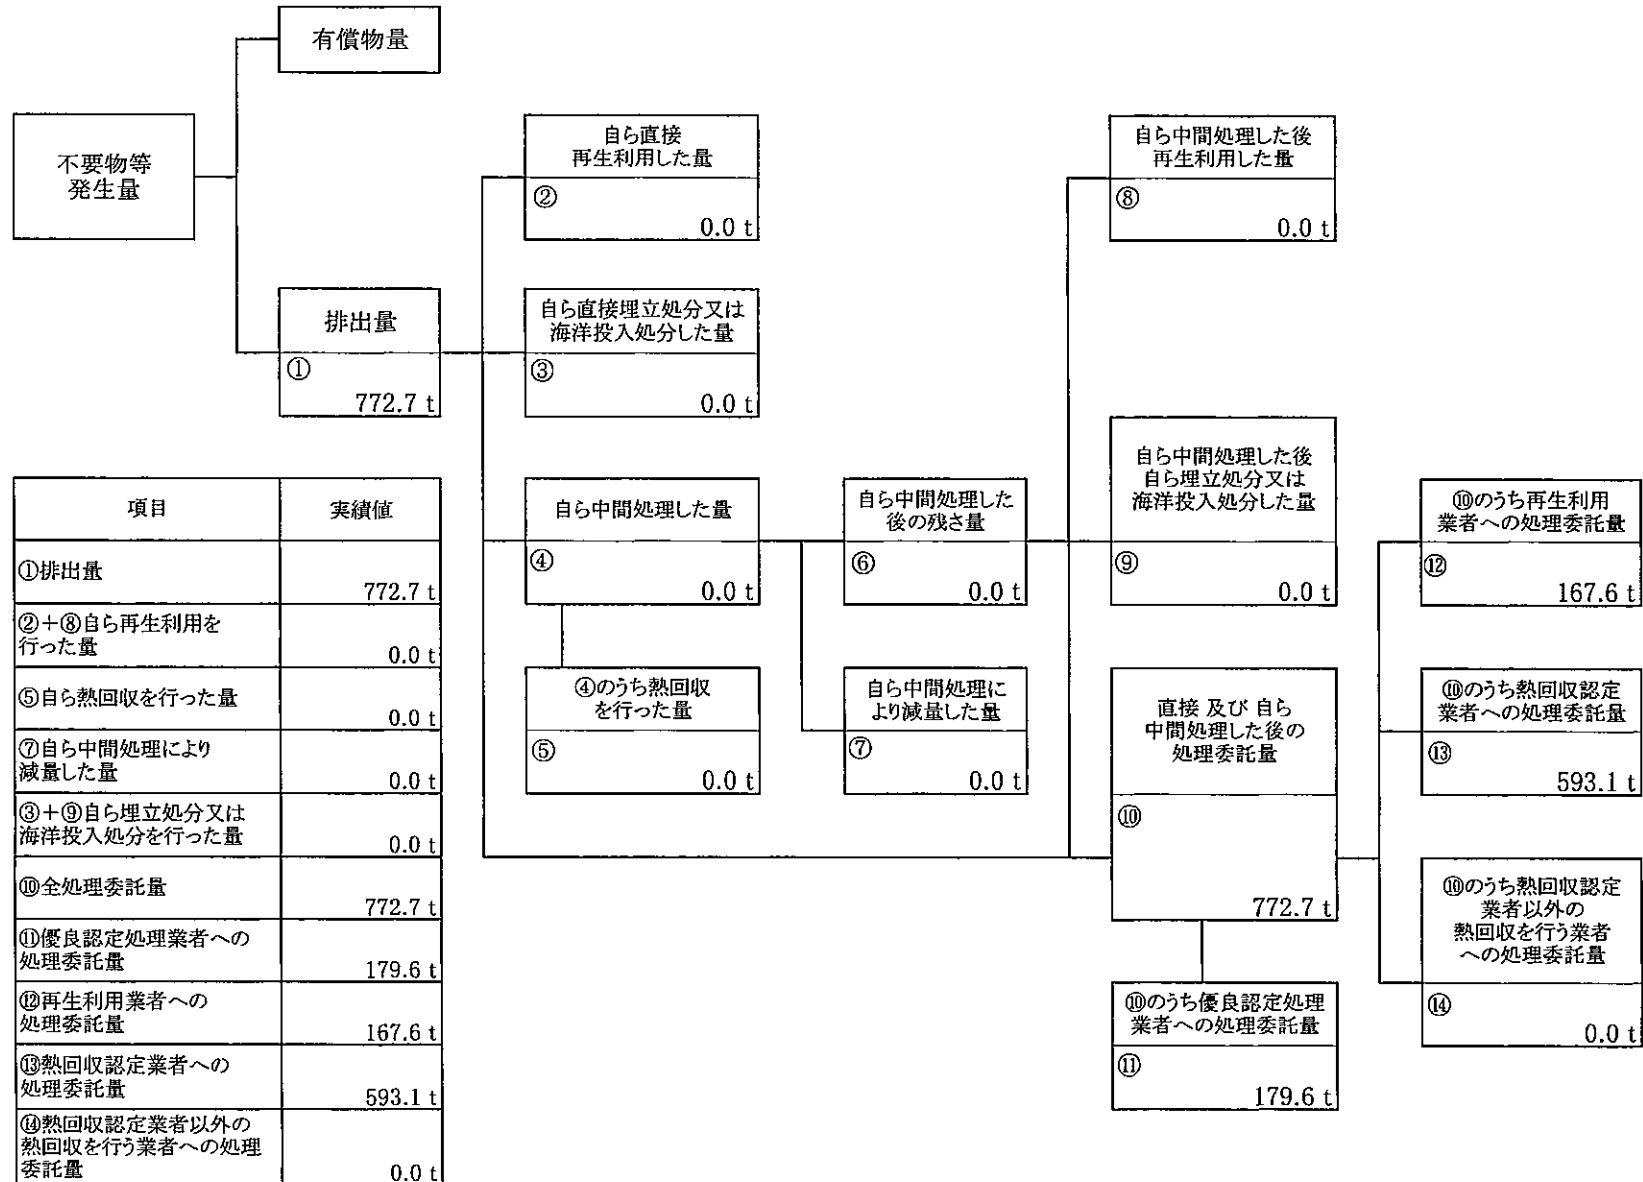 有償物量
不要物等
発生量
排出量
①
772.7 t
自ら直接
再生利用した量
②
0.0 t
自ら直接埋立処分又は
海洋投入処分した量
③
0.0 t
自ら中間処理した量
④
0.0 t
④のうち熱回収
を行った量
⑤
0.0 t
自ら中間処理した
後の残さ量
⑥
0.0 t
自ら中間処理に
より減量した量
⑦
0.0 t
自ら中間処理した後
再生利用した量
⑧
0.0 t
自ら中間処理した後
自ら埋立処分又は
海洋投入処分した量
⑨
0.0 t
直接 及び 自ら
中間処理した後の
処理委託量
⑩
772.7 t
⑩のうち優良認定処理
業者への処理委託量
⑪
179.6 t
⑩のうち再生利用
業者への処理委託量
⑫
167.6 t
⑩のうち熱回収認定
業者への処理委託量
⑬
593.1 t
⑩のうち熱回収認定
業者以外の
熱回収を行う業者
への処理委託量
⑭
0.0 t
項目 実績値
①排出量
772.7 t
②+⑧自ら再生利用を
行った量
0.0 t
⑤自ら熱回収を行った量
0.0 t
⑦自ら中間処理により
減量した量
0.0 t
③+⑨自ら埋立処分又は
海洋投入処分を行った量
0.0 t
⑩全処理委託量
772.7 t
⑪優良認定処理業者への
処理委託量
179.6 t
⑫再生利用業者への
処理委託量
167.6 t
⑬熱回収認定業者への
処理委託量
593.1 t
⑭熱回収認定業者以外の
熱回収を行う業者への処理
委託量
0.0 t